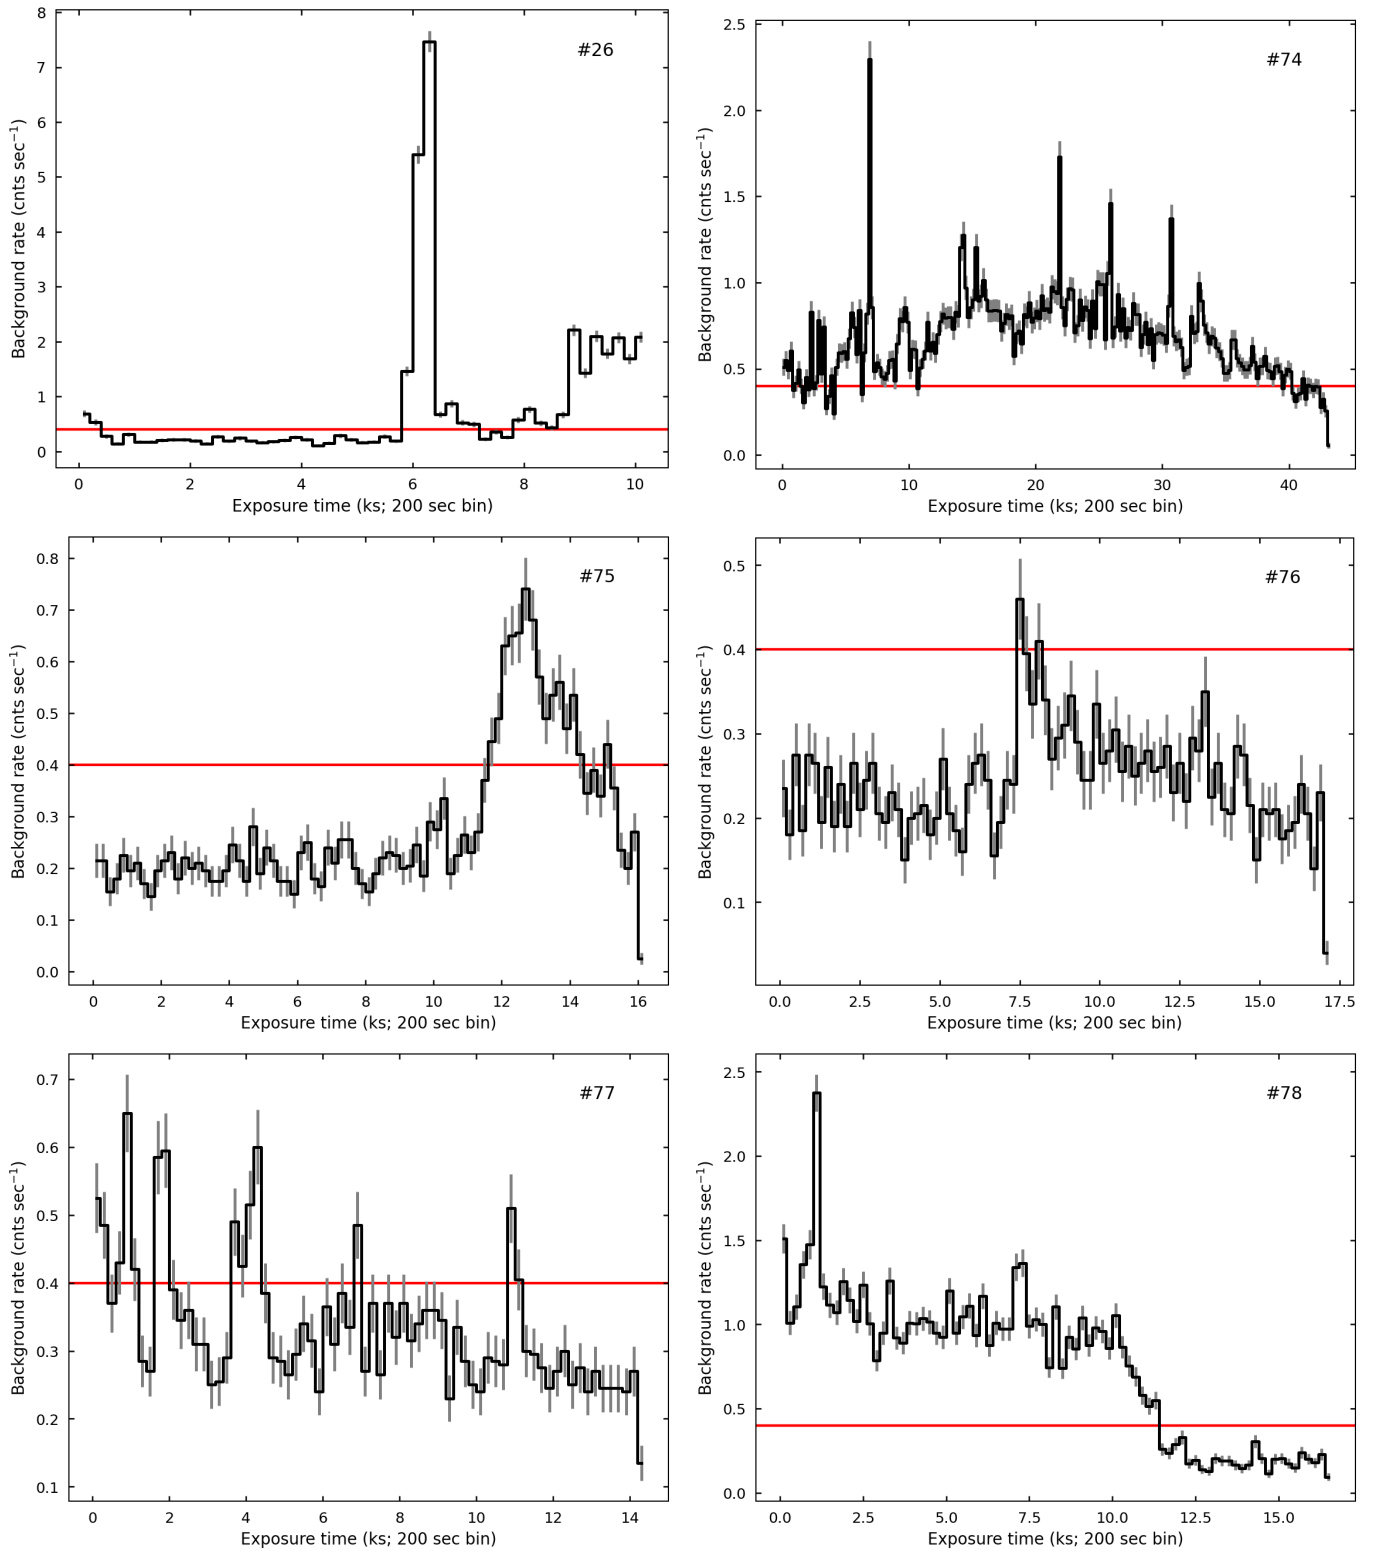 #26
Background rate (cnts sec⁻¹)
8
7
6
5
4
3
2
1
0
0 2 4 6 8 10
Exposure time (ks; 200 sec bin)
#74
Background rate (cnts sec⁻¹)
2.5
2.0
1.5
1.0
0.5
0.0
0 10 20 30 40
Exposure time (ks; 200 sec bin)
#75
Background rate (cnts sec⁻¹)
0.8
0.7
0.6
0.5
0.4
0.3
0.2
0.1
0.0
0 2 4 6 8 10 12 14 16
Exposure time (ks; 200 sec bin)
#76
Background rate (cnts sec⁻¹)
0.5
0.4
0.3
0.2
0.1
0.0 2.5 5.0 7.5 10.0 12.5 15.0 17.5
Exposure time (ks; 200 sec bin)
#77
Background rate (cnts sec⁻¹)
0.7
0.6
0.5
0.4
0.3
0.2
0.1
0 2 4 6 8 10 12 14
Exposure time (ks; 200 sec bin)
#78
Background rate (cnts sec⁻¹)
2.5
2.0
1.5
1.0
0.5
0.0
0.0 2.5 5.0 7.5 10.0 12.5 15.0
Exposure time (ks; 200 sec bin)